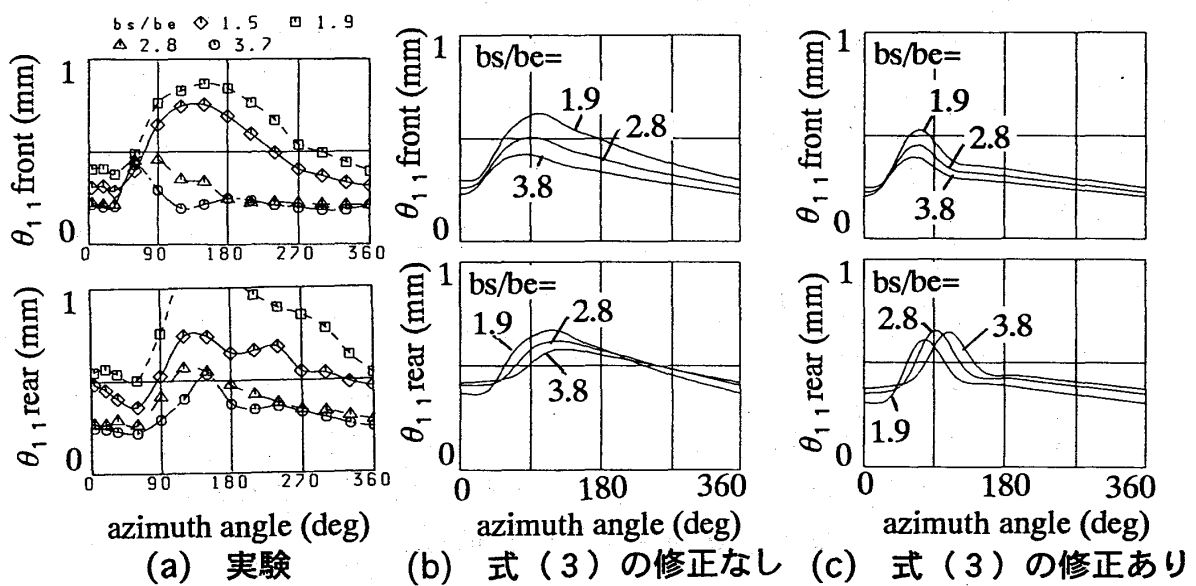 bs/be ◇ 1.5 □ 1.9
△ 2.8 ○ 3.7
θ₁₁ front (mm)
1
0
0 90 180 270 360
θ₁₁ rear (mm)
1
0
0 90 180 270 360
azimuth angle (deg)
(a) 実験
θ₁₁ front (mm)
1
0
bs/be=
1.9
2.8
3.8
θ₁₁ rear (mm)
1
0
bs/be=
1.9
2.8
3.8
0 180 360
azimuth angle (deg)
(b) 式(3)の修正なし
θ₁₁ front (mm)
1
0
bs/be=
1.9
2.8
3.8
θ₁₁ rear (mm)
1
0
bs/be=
2.8
3.8
1.9
0 180 360
azimuth angle (deg)
(c) 式(3)の修正あり